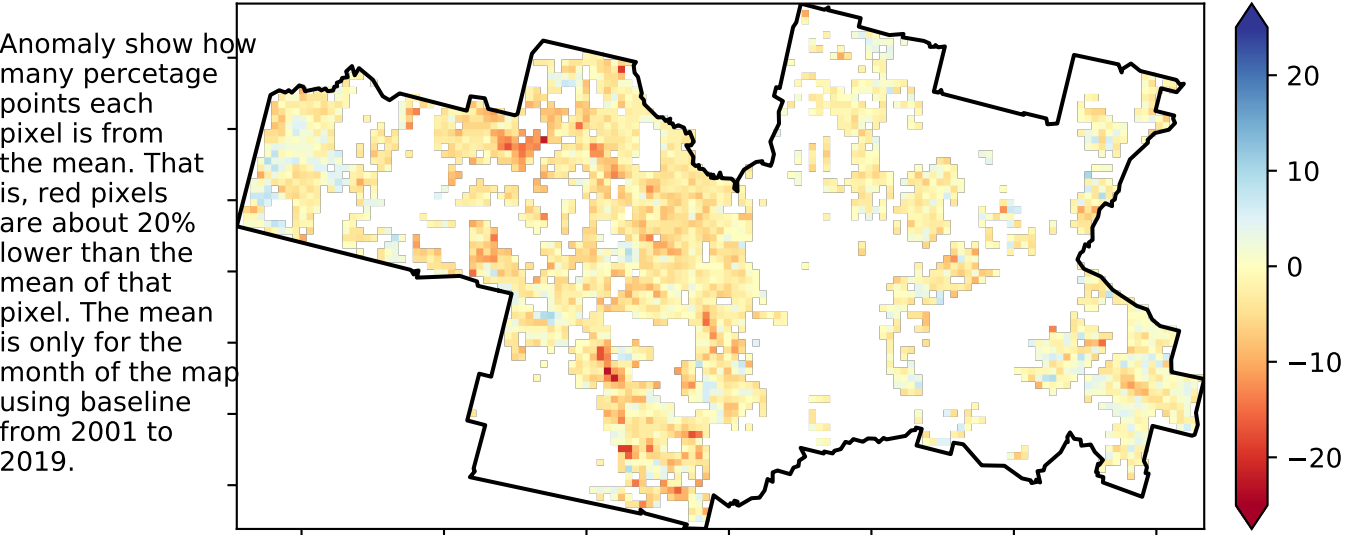 Anomaly show how
many percetage
points each
pixel is from
the mean. That
is, red pixels
are about 20%
lower than the
mean of that
pixel. The mean
is only for the
month of the map
using baseline
from 2001 to
2019.
20
10
0
−10
−20